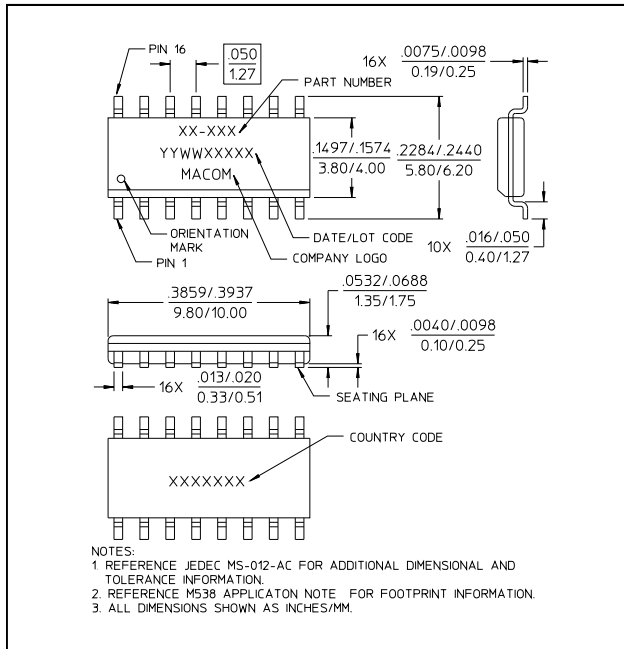 PIN 16
.050
1.27
PART NUMBER
16X .0075/.0098
0.19/0.25
XX-XXX
YYWWXXXXX
MACOM
.1497/.1574
3.80/4.00
.2284/.2440
5.80/6.20
ORIENTATION
MARK
PIN 1
DATE/LOT CODE
COMPANY LOGO
10X .016/.050
0.40/1.27
.3859/.3937
9.80/10.00
.0532/.0688
1.35/1.75
16X .0040/.0098
0.10/0.25
16X .013/.020
0.33/0.51
SEATING PLANE
COUNTRY CODE
XXXXXXX
NOTES:
1 REFERENCE JEDEC MS-012-AC FOR ADDITIONAL DIMENSIONAL AND
TOLERANCE INFORMATION.
2. REFERENCE M538 APPLICATON NOTE FOR FOOTPRINT INFORMATION.
3. ALL DIMENSIONS SHOWN AS INCHES/MM.